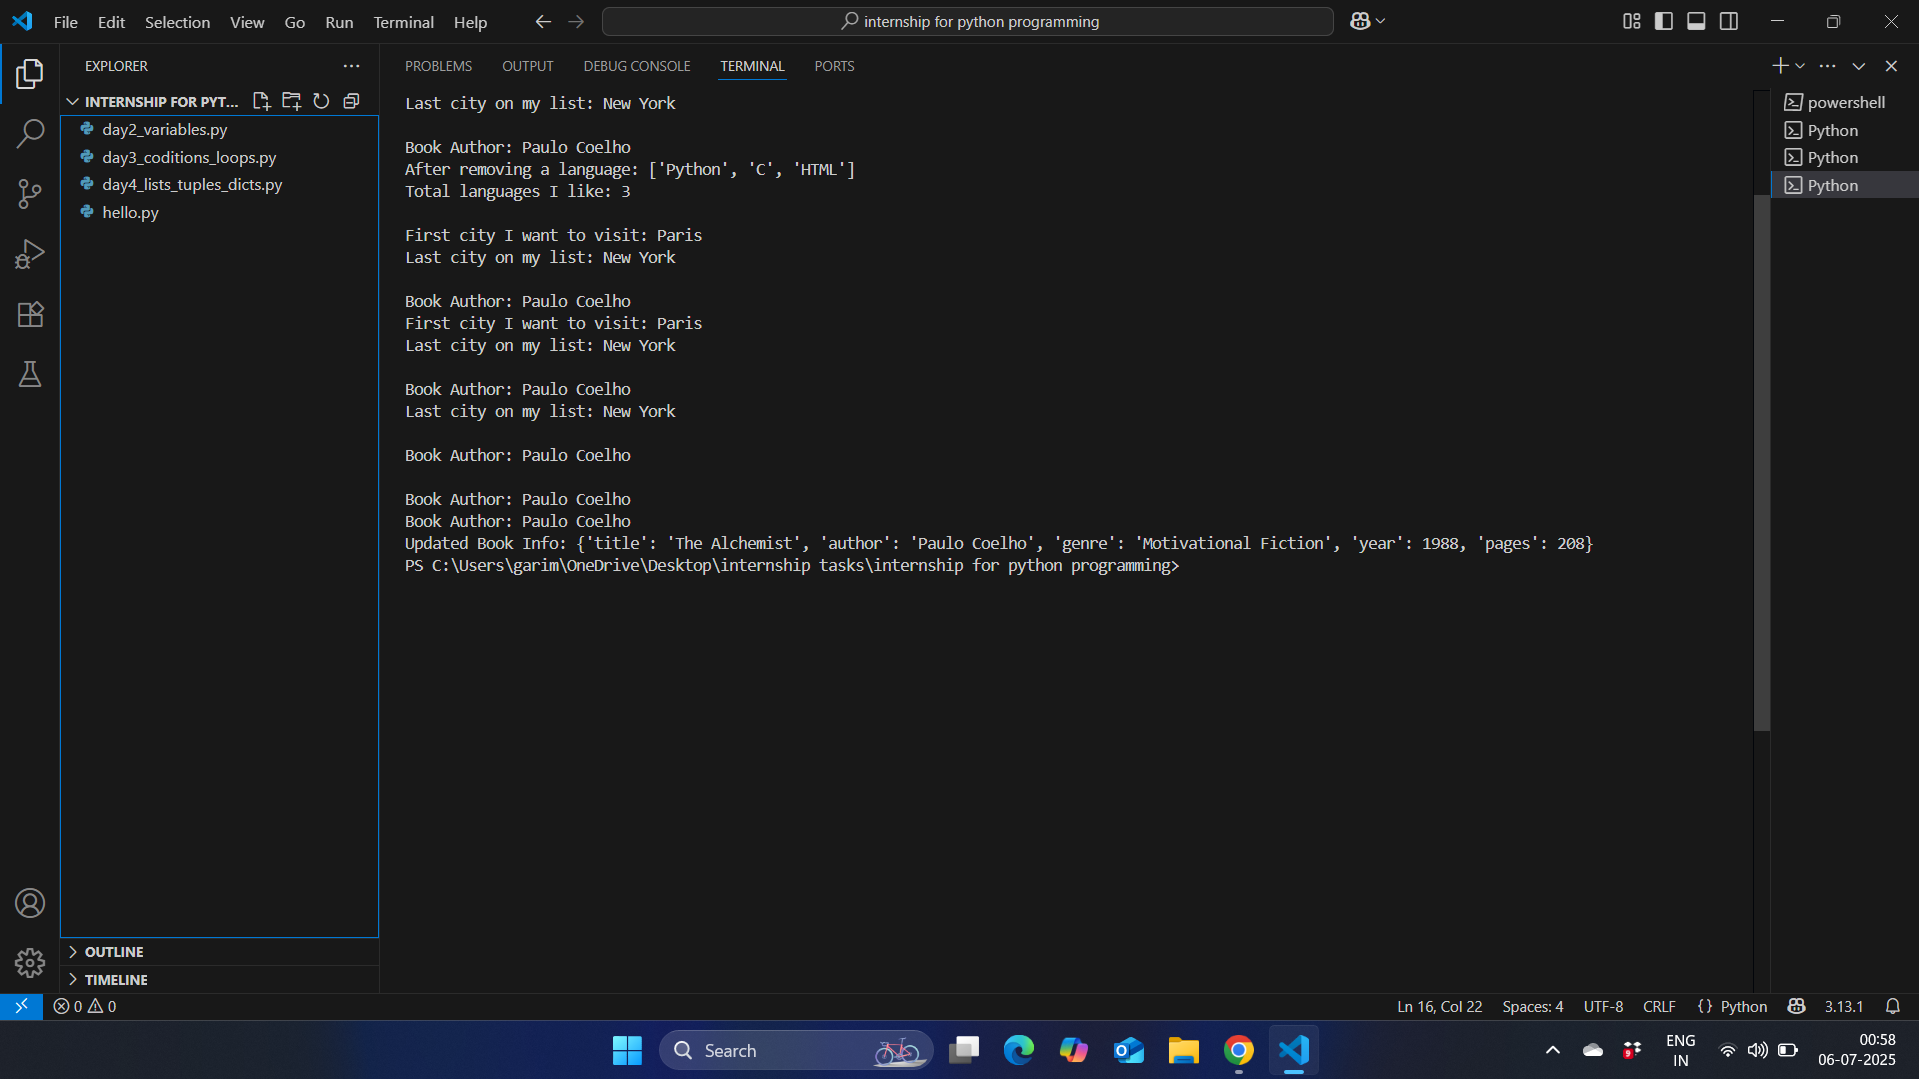 File Edit Selection View Go Run Terminal Help
internship for python programming
EXPLORER
INTERNSHIP FOR PYT...
day2_variables.py
day3_coditions_loops.py
day4_lists_tuples_dicts.py
hello.py
OUTLINE
TIMELINE
PROBLEMS OUTPUT DEBUG CONSOLE TERMINAL PORTS
Last city on my list: New York
Book Author: Paulo Coelho
After removing a language: ['Python', 'C', 'HTML']
Total languages I like: 3
First city I want to visit: Paris
Last city on my list: New York
Book Author: Paulo Coelho
First city I want to visit: Paris
Last city on my list: New York
Book Author: Paulo Coelho
Last city on my list: New York
Book Author: Paulo Coelho
Book Author: Paulo Coelho
Book Author: Paulo Coelho
Updated Book Info: {'title': 'The Alchemist', 'author': 'Paulo Coelho', 'genre': 'Motivational Fiction', 'year': 1988, 'pages': 208}
PS C:\Users\garim\OneDrive\Desktop\internship tasks\internship for python programming>
powershell
Python
Python
Python
0 0
Ln 16, Col 22 Spaces: 4 UTF-8 CRLF {} Python 3.13.1
Search
9
ENG
IN
00:58
06-07-2025